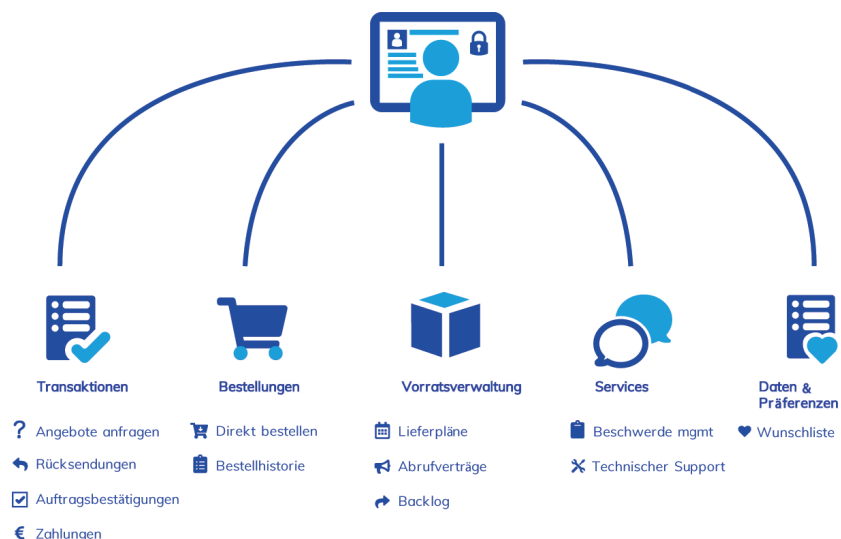 Transaktionen
Angebote anfragen
Rücksendungen
Auftragsbestätigungen
€ Zahlungen
Bestellungen
Direkt bestellen
Bestellhistorie
Vorratsverwaltung
Lieferpläne
Abrufverträge
Backlog
Services
Beschwerde mgmt
Technischer Support
Daten &
Präferenzen
Wunschliste